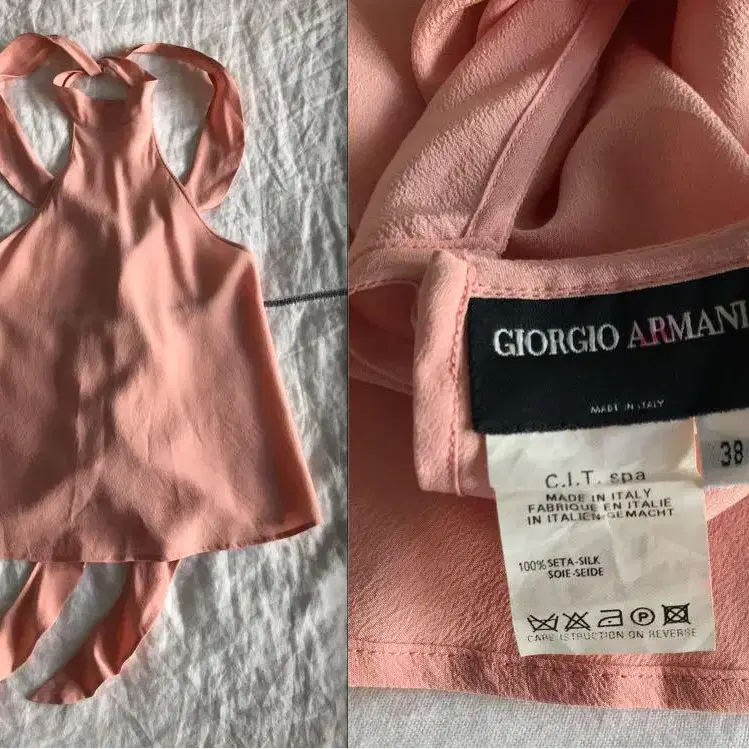 GIORGIO ARMANI
MADE IN ITALY
38
C.I.T. spa
MADE IN ITALY
FABRIQUE EN ITALIE
IN ITALIEN GEMACHT
100% SETA-SILK
SOIE-SEIDE
P
CARE ISTRUCTION ON REVERSE